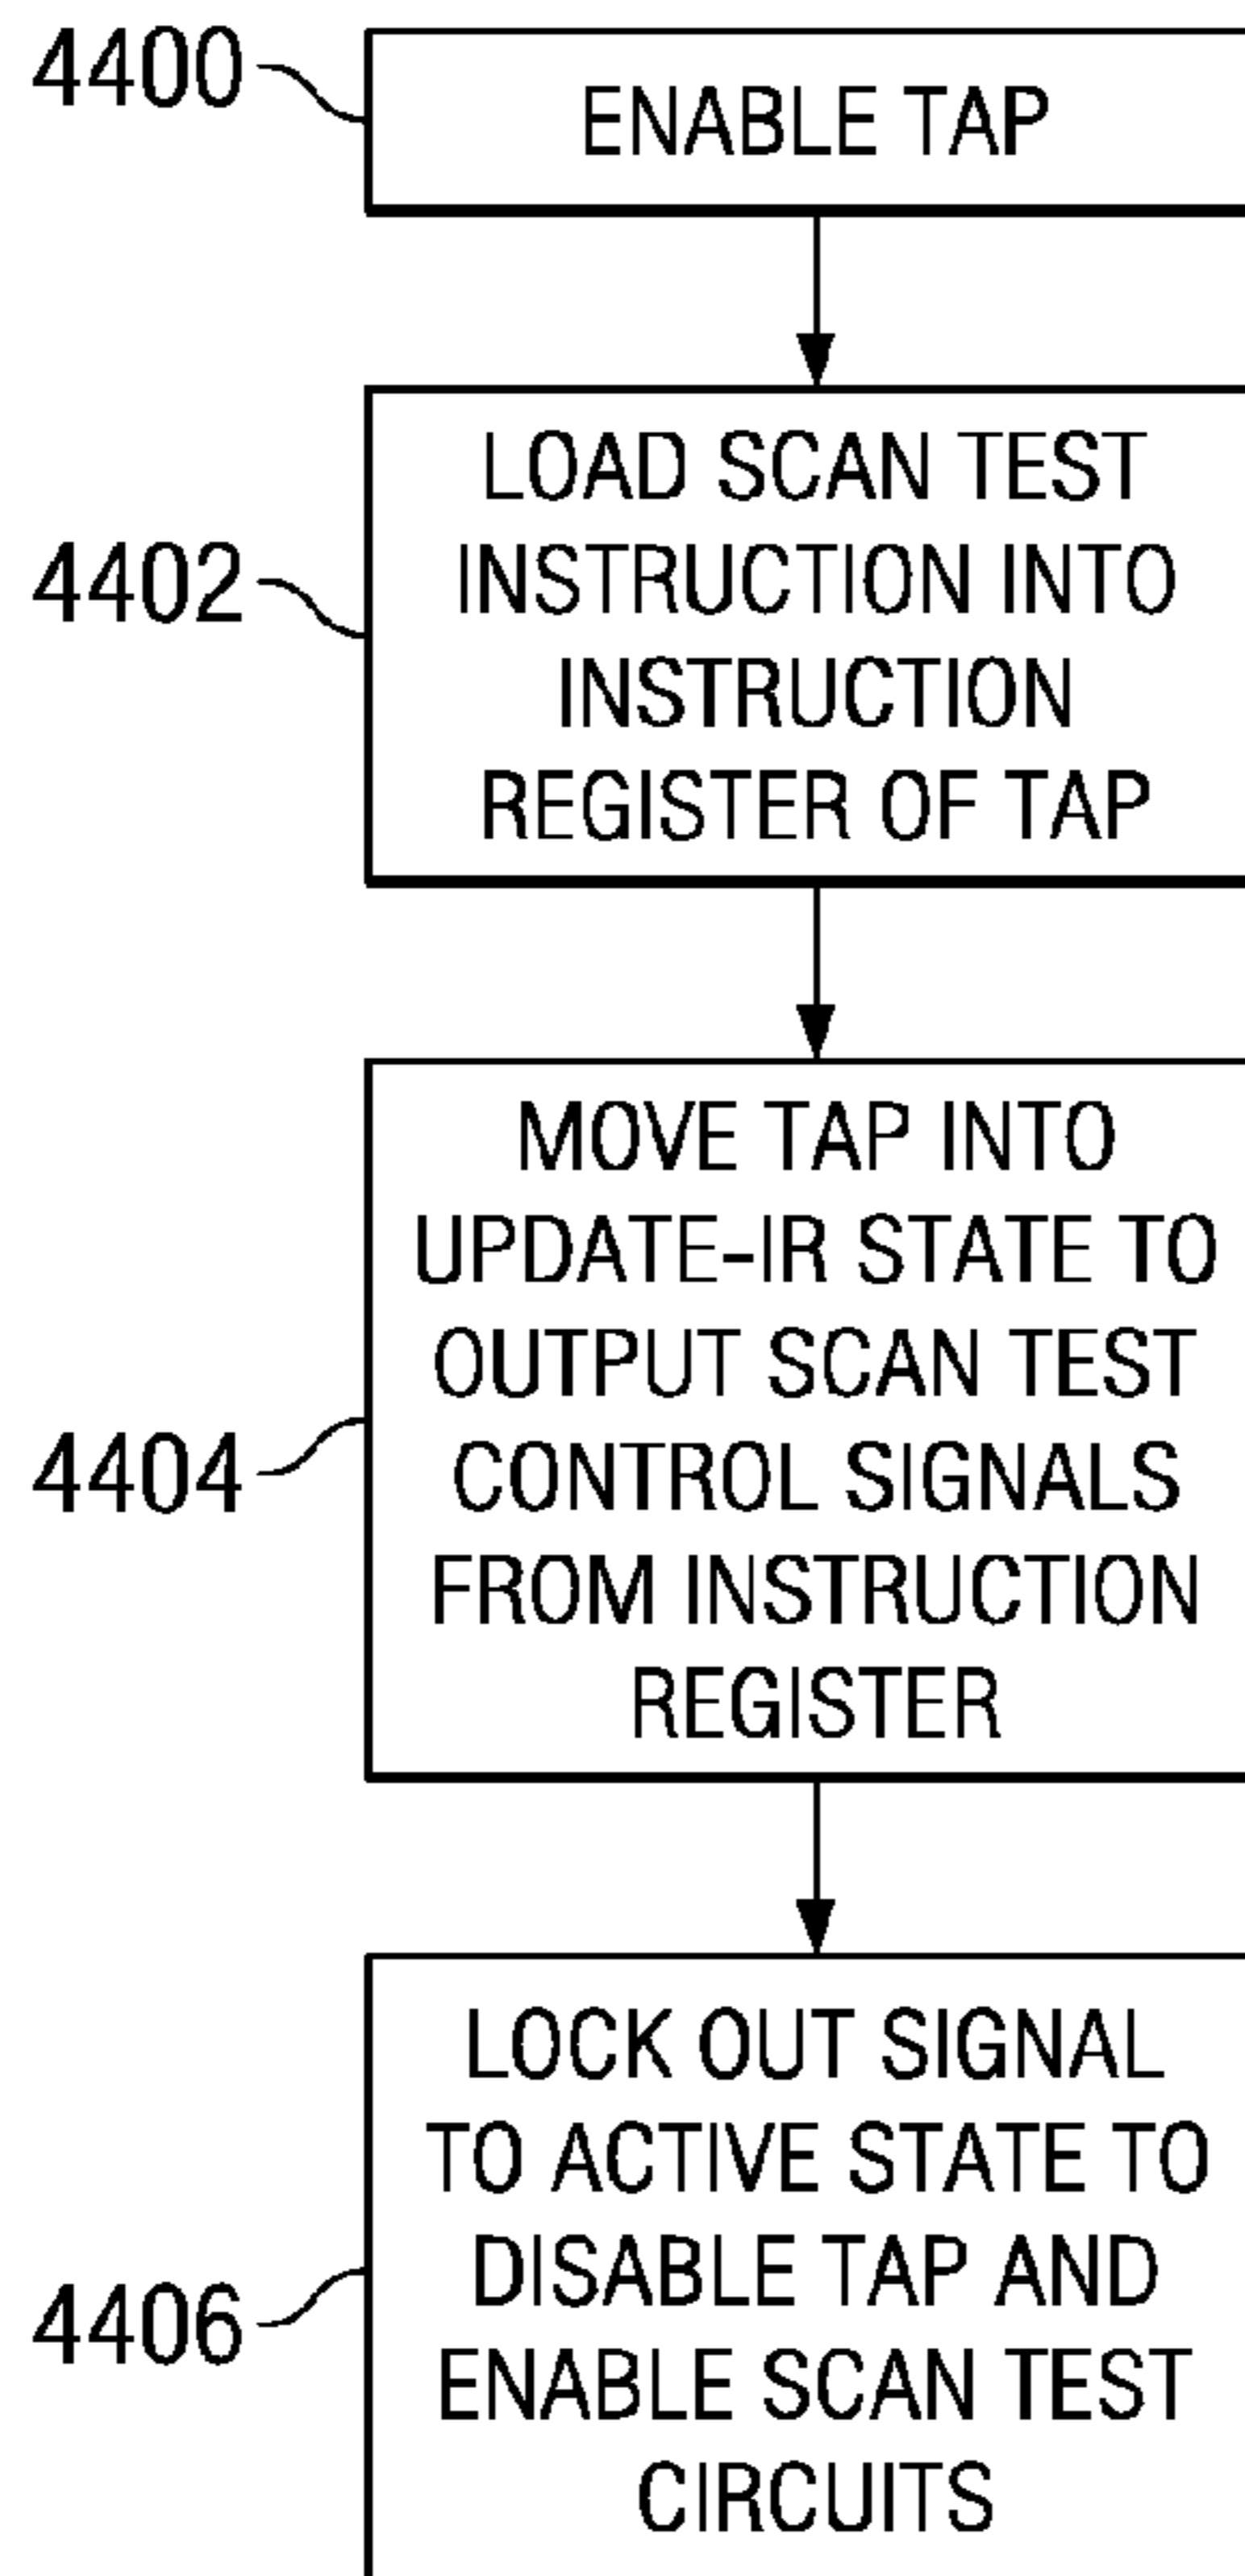 4400
ENABLE TAP
LOAD SCAN TEST
INSTRUCTION INTO
INSTRUCTION
REGISTER OF TAP
4402
MOVE TAP INTO
UPDATE-IR STATE TO
OUTPUT SCAN TEST
CONTROL SIGNALS
FROM INSTRUCTION
REGISTER
4404
LOCK OUT SIGNAL
TO ACTIVE STATE TO
DISABLE TAP AND
ENABLE SCAN TEST
CIRCUITS
4406